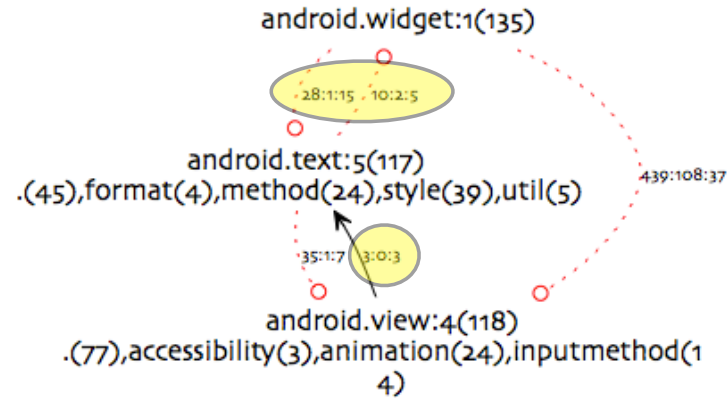 android.widget:1(135)
28:1:15 10:2:5
android.text:5(117)
.(45),format(4),method(24),style(39),util(5)
439:108:37
35:1:7 3:0:3
android.view:4(118)
.(77),accessibility(3),animation(24),inputmethod(1
4)